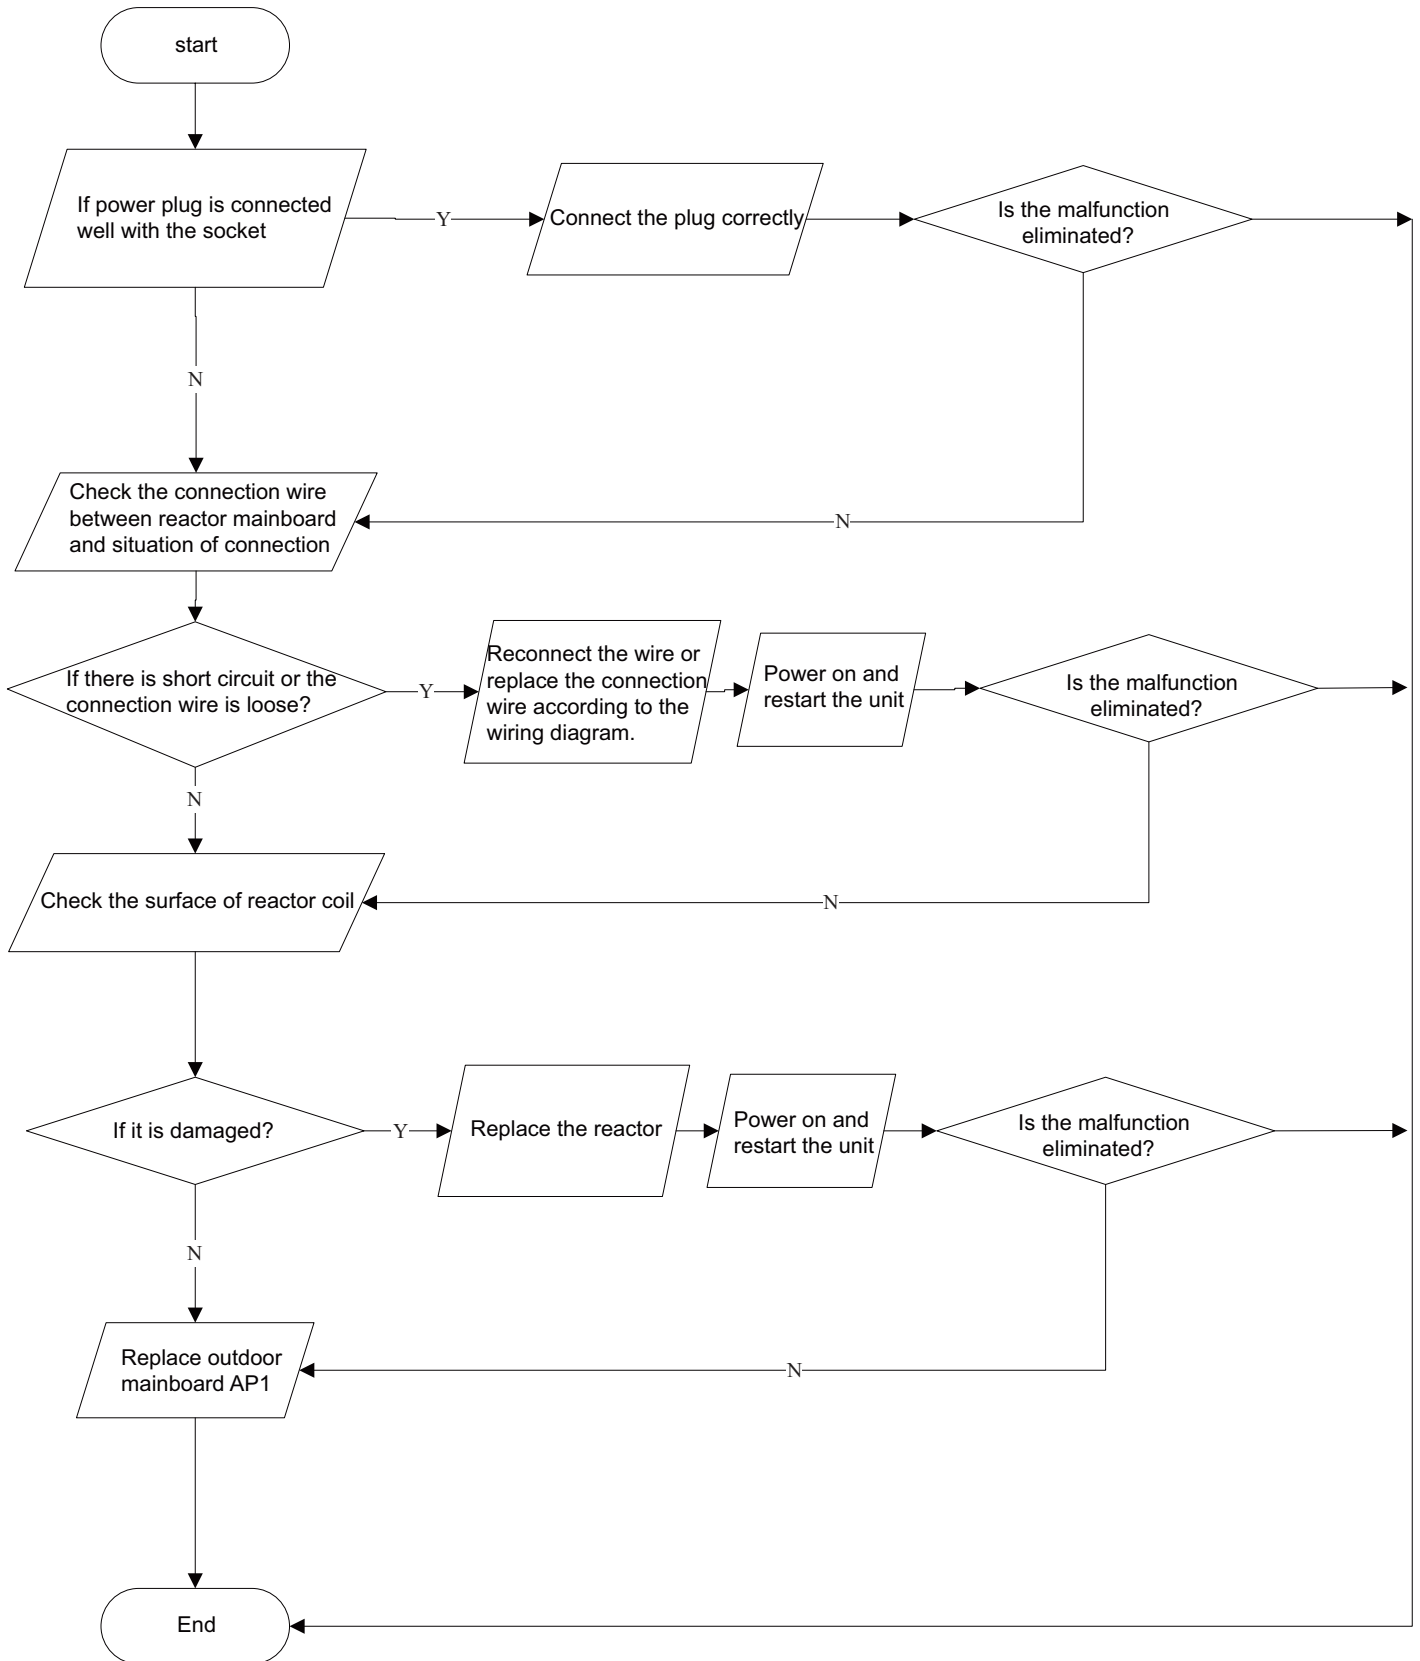 start
If power plug is connected
well with the socket
Y
Connect the plug correctly
Is the malfunction
eliminated?
N
Check the connection wire
between reactor mainboard
and situation of connection
N
If there is short circuit or the
connection wire is loose?
Y
Reconnect the wire or
replace the connection
wire according to the
wiring diagram.
Power on and
restart the unit
Is the malfunction
eliminated?
N
Check the surface of reactor coil
N
If it is damaged?
Y
Replace the reactor
Power on and
restart the unit
Is the malfunction
eliminated?
N
Replace outdoor
mainboard AP1
N
End